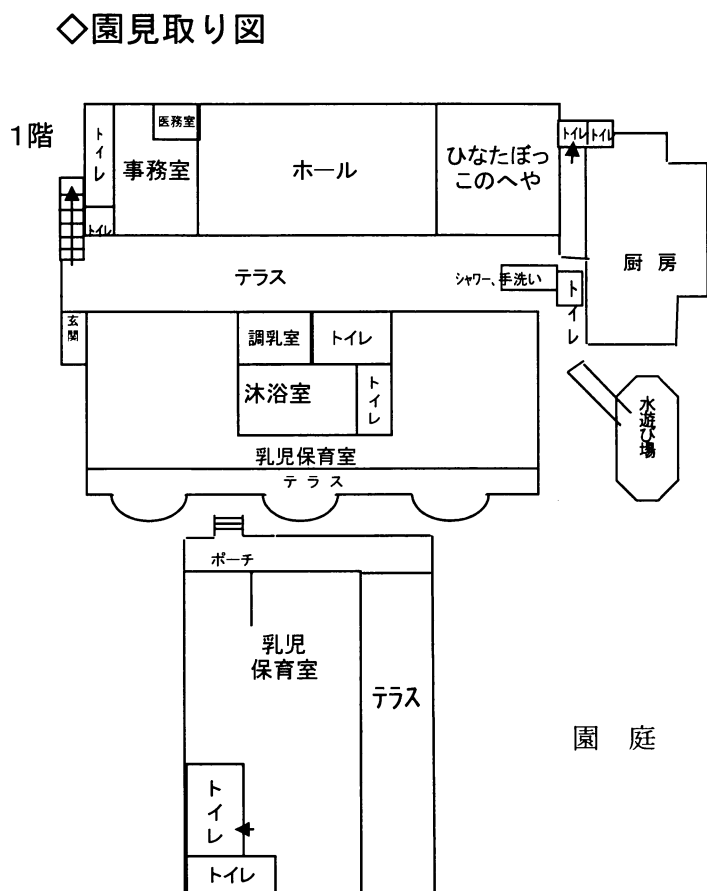 ◇園見取り図
1階
トイレ
医務室
事務室
ホール
ひなたぼっ
このへや
トイレ
トイレ
トイレ
テラス
シャワー、手洗い
トイレ
厨 房
玄関
調乳室
トイレ
沐浴室
トイレ
乳児保育室
テ ラ ス
水遊び場
ポーチ
乳児
保育室
テラス
園 庭
トイレ
トイレ